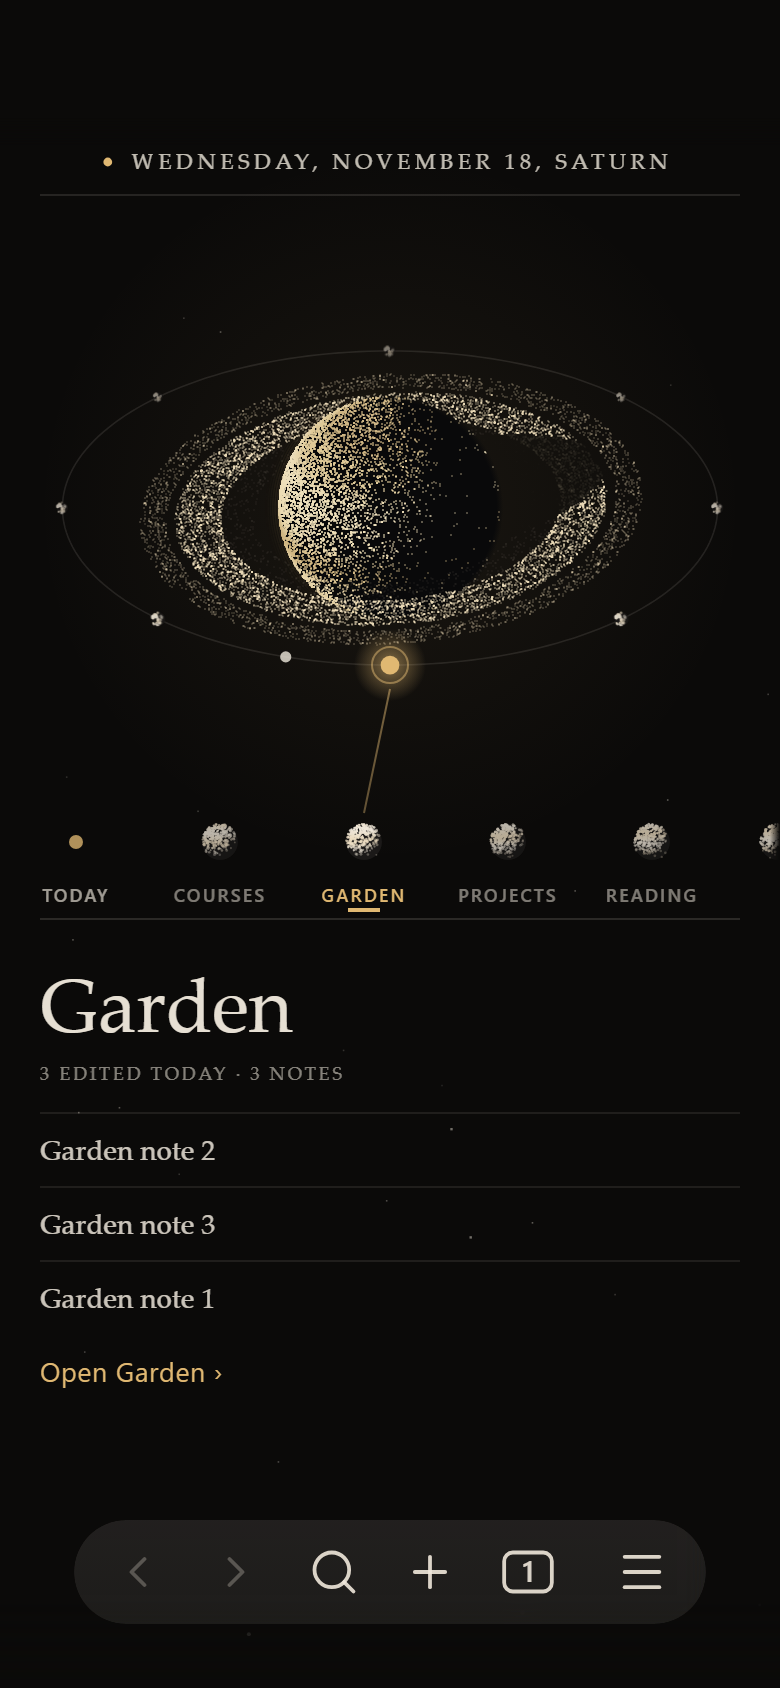 WEDNESDAY, NOVEMBER 18, SATURN
TODAY COURSES GARDEN PROJECTS READING
Garden
3 EDITED TODAY · 3 NOTES
Garden note 2
Garden note 3
Garden note 1
Open Garden ›
1